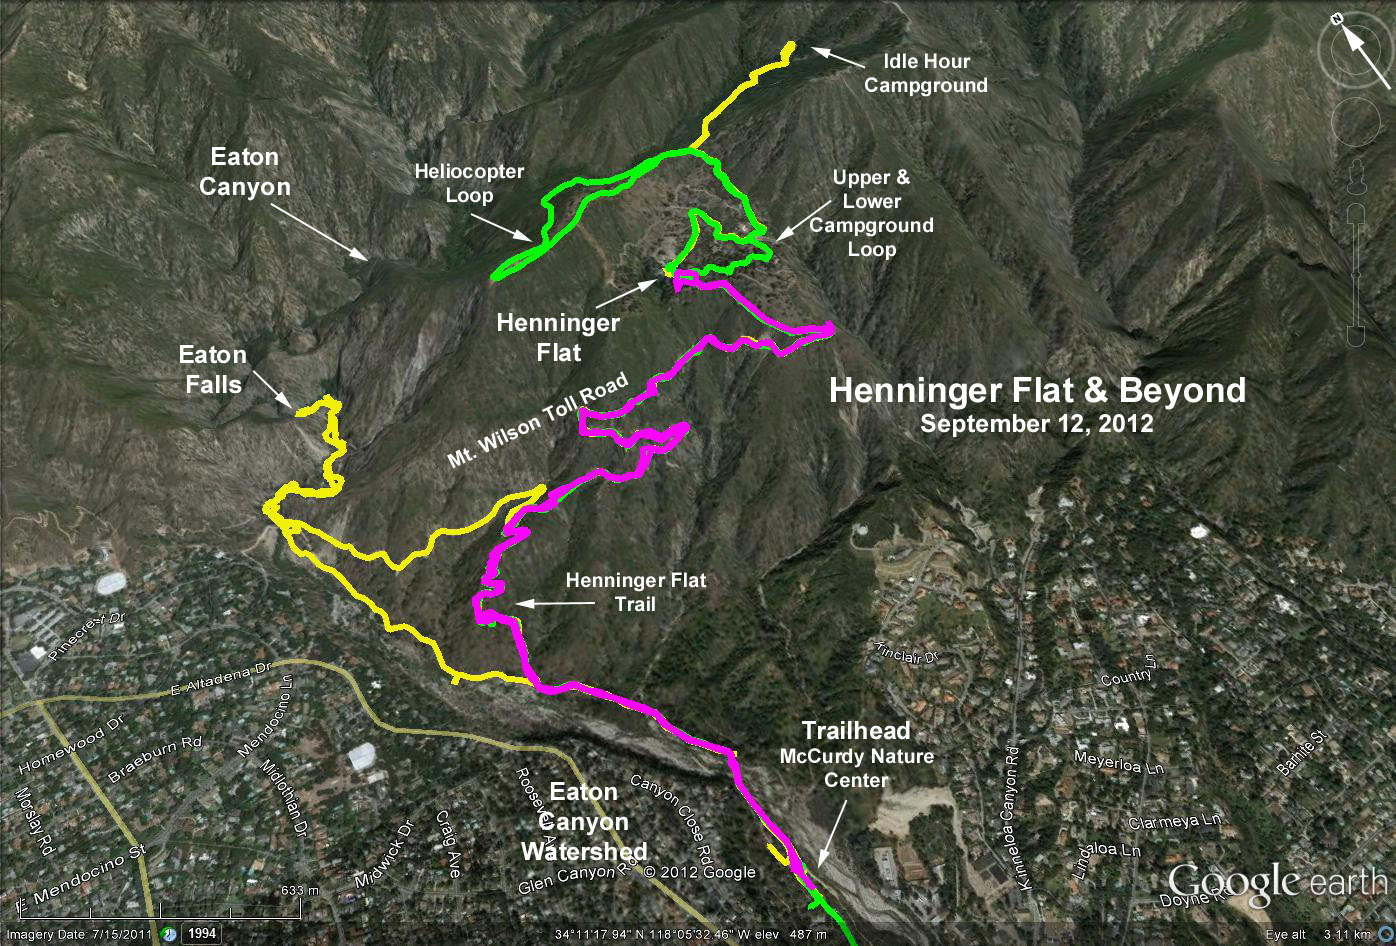 N
Idle Hour
Campground
Eaton
Canyon
Heliocopter
Loop
Upper &
Lower
Campground
Loop
Henninger
Flat
Eaton
Falls
Mt. Wilson Toll Road
Henninger Flat & Beyond
September 12, 2012
Henninger Flat
Trail
Pinecrest Dr
E Altadena Dr
Yinclair Dr
Country
Ln
Homewood Dr
Braeburn Rd
Mendocino Ln
Midlothian Dr
Trailhead
McCurdy Nature
Center
Kinneloa Canyon Rd
Meyerloa Ln
Barhite St
Morslay Rd
Eaton
Canyon
Watershed
Roosevelt Ave
Canyon Close Rd
Midwick Dr
Craig Ave
Clarmeya Ln
Linda
aloa Ln
E Mendocino St
Glen Canyon Rd
© 2012 Google
Google earth
Doyne Rd
633 m
Imagery Date: 7/15/2011
1994
34°11'17.94" N 118°05'32.46" W elev 487 m
Eye alt 3.11 km